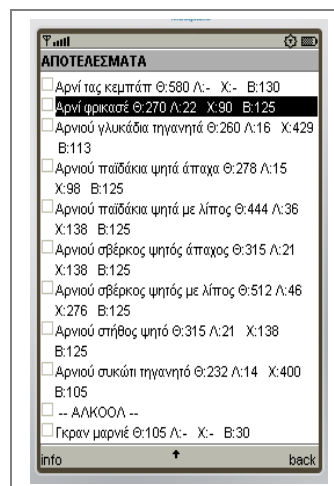 ΑΠΟΤΕΛΕΣΜΑΤΑ
Αρνί τας κεμπάπ Θ:580 Λ:- Χ:- Β:130
Αρνί φρικασέ Θ:270 Λ:22 Χ:90 Β:125
Αρνιού γλυκάδια τηγανητά Θ:260 Λ:16 Χ:429
Β:113
Αρνιού παϊδάκια ψητά άπαχα Θ:278 Λ:15
Χ:98 Β:125
Αρνιού παϊδάκια ψητά με λίπος Θ:444 Λ:36
Χ:138 Β:125
Αρνιού σβέρκος ψητός άπαχος Θ:315 Λ:21
Χ:138 Β:125
Αρνιού σβέρκος ψητός με λίπος Θ:512 Λ:46
Χ:276 Β:125
Αρνιού στήθος ψητό Θ:315 Λ:21 Χ:138
Β:125
Αρνιού συκώτι τηγανητό Θ:232 Λ:14 Χ:400
Β:105
-- ΑΛΚΟΟΛ --
Γκραν μαρνιέ Θ:105 Λ:- Χ:- Β:30
info back